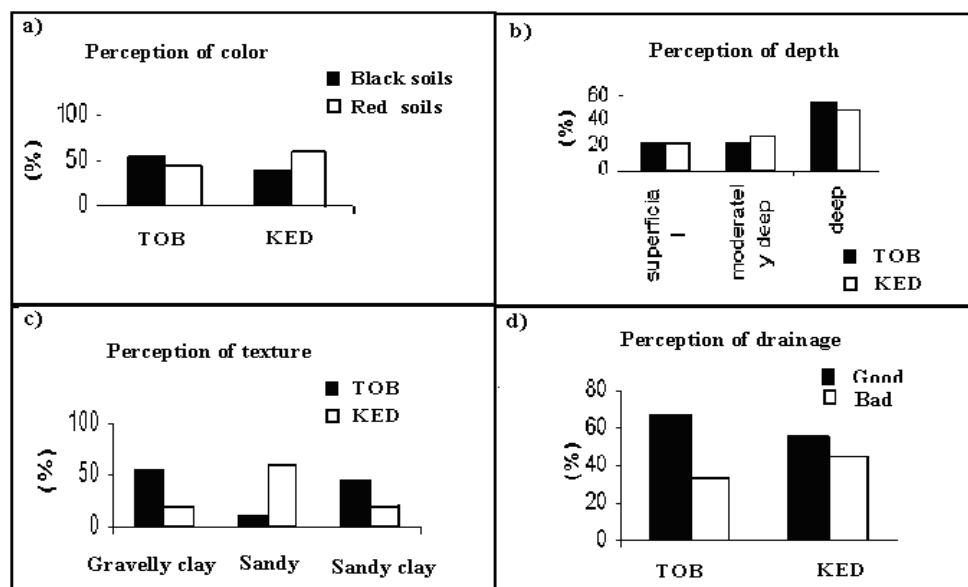 a)
Perception of color
Black soils
Red soils
100
50
0
(%)
TOB
KED
b)
Perception of depth
60
40
20
0
(%)
superficia
l
moderatel
y deep
deep
TOB
KED
c)
Perception of texture
TOB
KED
100
50
0
(%)
Gravelly clay
Sandy
Sandy clay
d)
Perception of drainage
Good
Bad
80
60
40
20
0
(%)
TOB
KED